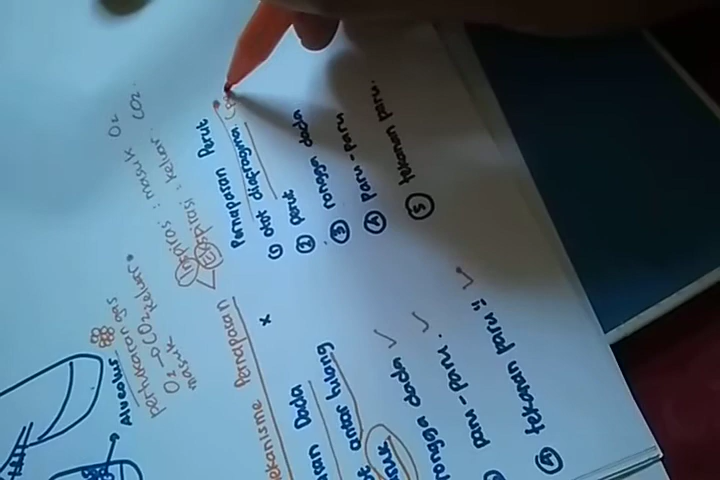 Alveolus
pertukaran gas
O2 → CO2 keluar
masuk
Inspirasi : masuk O2
Ekspirasi : keluar CO2
Mekanisme Pernapasan
Dada
otot antar tulang
rongga dada ✓
paru-paru. ✓
④ tekanan paru!! ✓
x
Pernapasan Perut
① otot diafragma.
② perut
③ rongga dada
④ paru-paru
⑤ tekanan paru.